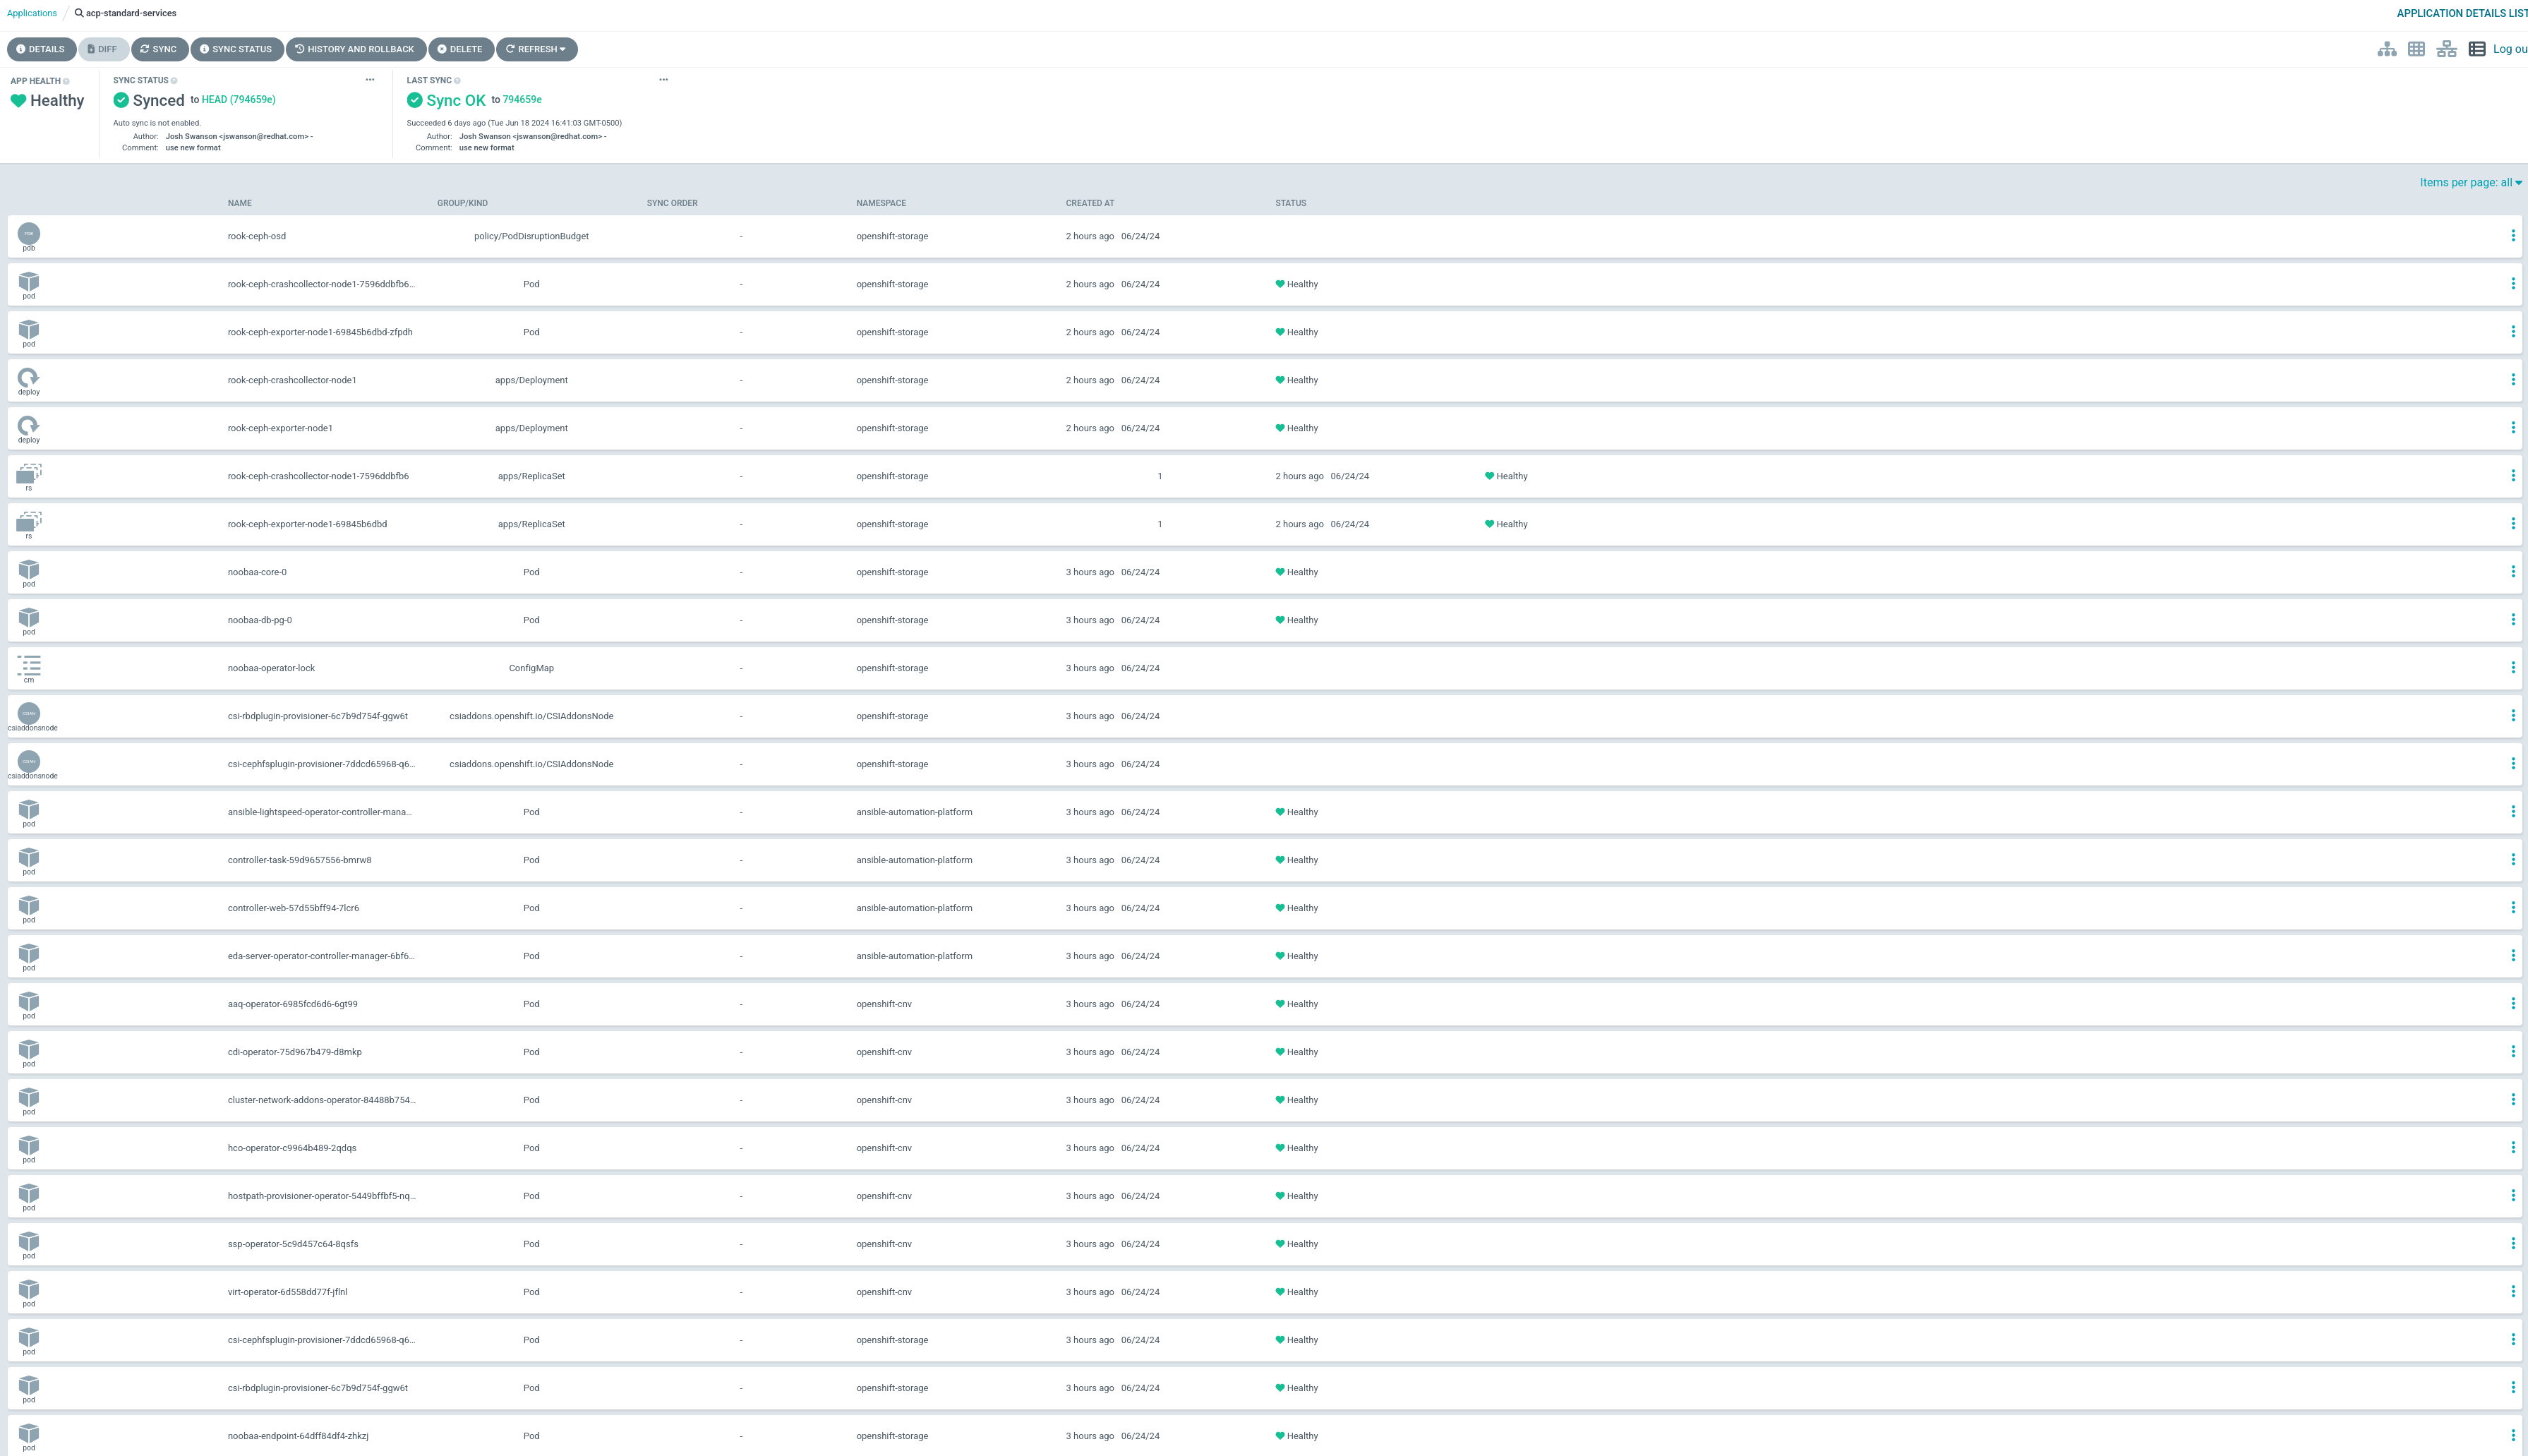 Applications / acp-standard-services APPLICATION DETAILS LIST
DETAILS DIFF SYNC SYNC STATUS HISTORY AND ROLLBACK DELETE REFRESH Log ou
APP HEALTH SYNC STATUS ... LAST SYNC ...
Healthy Synced to HEAD (794659e) Sync OK to 794659e
Auto sync is not enabled. Succeeded 6 days ago (Tue Jun 18 2024 16:41:03 GMT-0500)
Author: Josh Swanson <jswanson@redhat.com> - Author: Josh Swanson <jswanson@redhat.com> -
Comment: use new format Comment: use new format
Items per page: all
NAME GROUP/KIND SYNC ORDER NAMESPACE CREATED AT STATUS
pdb rook-ceph-osd policy/PodDisruptionBudget - openshift-storage 2 hours ago 06/24/24
pod rook-ceph-crashcollector-node1-7596ddbfb6... Pod - openshift-storage 2 hours ago 06/24/24 Healthy
pod rook-ceph-exporter-node1-69845b6dbd-zfpdh Pod - openshift-storage 2 hours ago 06/24/24 Healthy
deploy rook-ceph-crashcollector-node1 apps/Deployment - openshift-storage 2 hours ago 06/24/24 Healthy
deploy rook-ceph-exporter-node1 apps/Deployment - openshift-storage 2 hours ago 06/24/24 Healthy
rs rook-ceph-crashcollector-node1-7596ddbfb6 apps/ReplicaSet - openshift-storage 1 2 hours ago 06/24/24 Healthy
rs rook-ceph-exporter-node1-69845b6dbd apps/ReplicaSet - openshift-storage 1 2 hours ago 06/24/24 Healthy
pod noobaa-core-0 Pod - openshift-storage 3 hours ago 06/24/24 Healthy
pod noobaa-db-pg-0 Pod - openshift-storage 3 hours ago 06/24/24 Healthy
cm noobaa-operator-lock ConfigMap - openshift-storage 3 hours ago 06/24/24
csiaddonsnode csi-rbdplugin-provisioner-6c7b9d754f-ggw6t csiaddons.openshift.io/CSIAddonsNode - openshift-storage 3 hours ago 06/24/24
csiaddonsnode csi-cephfsplugin-provisioner-7ddcd65968-q6... csiaddons.openshift.io/CSIAddonsNode - openshift-storage 3 hours ago 06/24/24
pod ansible-lightspeed-operator-controller-mana... Pod - ansible-automation-platform 3 hours ago 06/24/24 Healthy
pod controller-task-59d9657556-bmrw8 Pod - ansible-automation-platform 3 hours ago 06/24/24 Healthy
pod controller-web-57d55bff94-7lcr6 Pod - ansible-automation-platform 3 hours ago 06/24/24 Healthy
pod eda-server-operator-controller-manager-6bf6... Pod - ansible-automation-platform 3 hours ago 06/24/24 Healthy
pod aaq-operator-6985fcd6d6-6gt99 Pod - openshift-cnv 3 hours ago 06/24/24 Healthy
pod cdi-operator-75d967b479-d8mkp Pod - openshift-cnv 3 hours ago 06/24/24 Healthy
pod cluster-network-addons-operator-84488b754... Pod - openshift-cnv 3 hours ago 06/24/24 Healthy
pod hco-operator-c9964b489-2qdqs Pod - openshift-cnv 3 hours ago 06/24/24 Healthy
pod hostpath-provisioner-operator-5449bffbf5-nq... Pod - openshift-cnv 3 hours ago 06/24/24 Healthy
pod ssp-operator-5c9d457c64-8qsfs Pod - openshift-cnv 3 hours ago 06/24/24 Healthy
pod virt-operator-6d558dd77f-jflnl Pod - openshift-cnv 3 hours ago 06/24/24 Healthy
pod csi-cephfsplugin-provisioner-7ddcd65968-q6... Pod - openshift-storage 3 hours ago 06/24/24 Healthy
pod csi-rbdplugin-provisioner-6c7b9d754f-ggw6t Pod - openshift-storage 3 hours ago 06/24/24 Healthy
pod noobaa-endpoint-64dff84df4-zhkzj Pod - openshift-storage 3 hours ago 06/24/24 Healthy